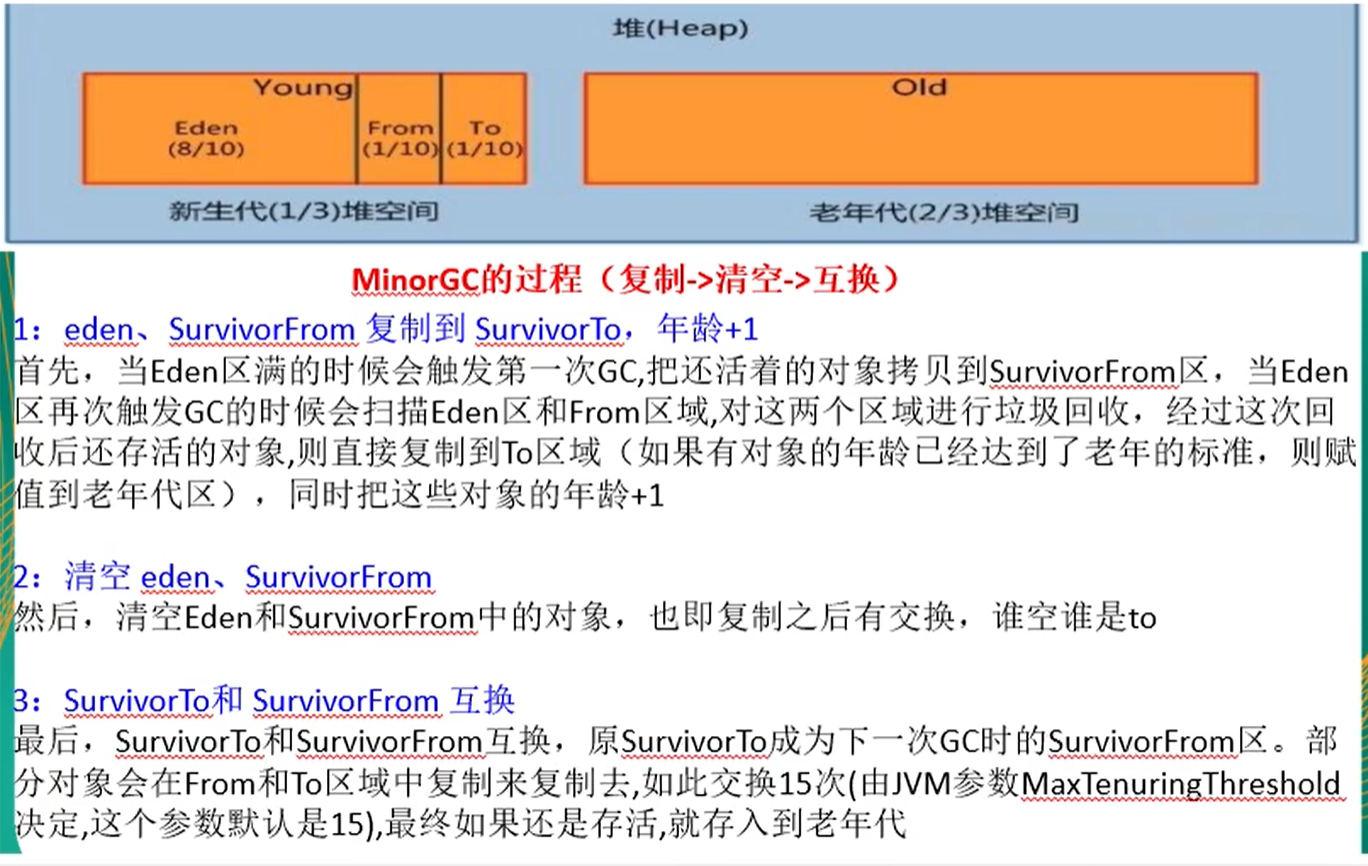 堆(Heap)
Young
Old
Eden
(8/10)
From
(1/10)
To
(1/10)
新生代(1/3)堆空间
老年代(2/3)堆空间
MinorGC的过程（复制->清空->互换）
1：eden、SurvivorFrom 复制到 SurvivorTo，年龄+1
首先，当Eden区满的时候会触发第一次GC,把还活着的对象拷贝到SurvivorFrom区，当Eden
区再次触发GC的时候会扫描Eden区和From区域,对这两个区域进行垃圾回收，经过这次回
收后还存活的对象,则直接复制到To区域（如果有对象的年龄已经达到了老年的标准，则赋
值到老年代区），同时把这些对象的年龄+1
2：清空 eden、SurvivorFrom
然后，清空Eden和SurvivorFrom中的对象，也即复制之后有交换，谁空谁是to
3：SurvivorTo和 SurvivorFrom 互换
最后，SurvivorTo和SurvivorFrom互换，原SurvivorTo成为下一次GC时的SurvivorFrom区。部
分对象会在From和To区域中复制来复制去,如此交换15次(由JVM参数MaxTenuringThreshold
决定,这个参数默认是15),最终如果还是存活,就存入到老年代